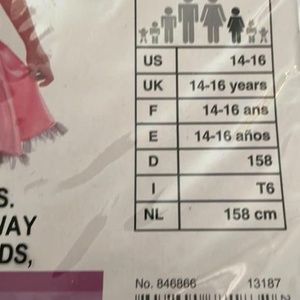 US 14-16
UK 14-16 years
F 14-16 ans
E 14-16 años
D 158
I T6
NL 158 cm
S.
WAY
DS,
No. 846866 13187